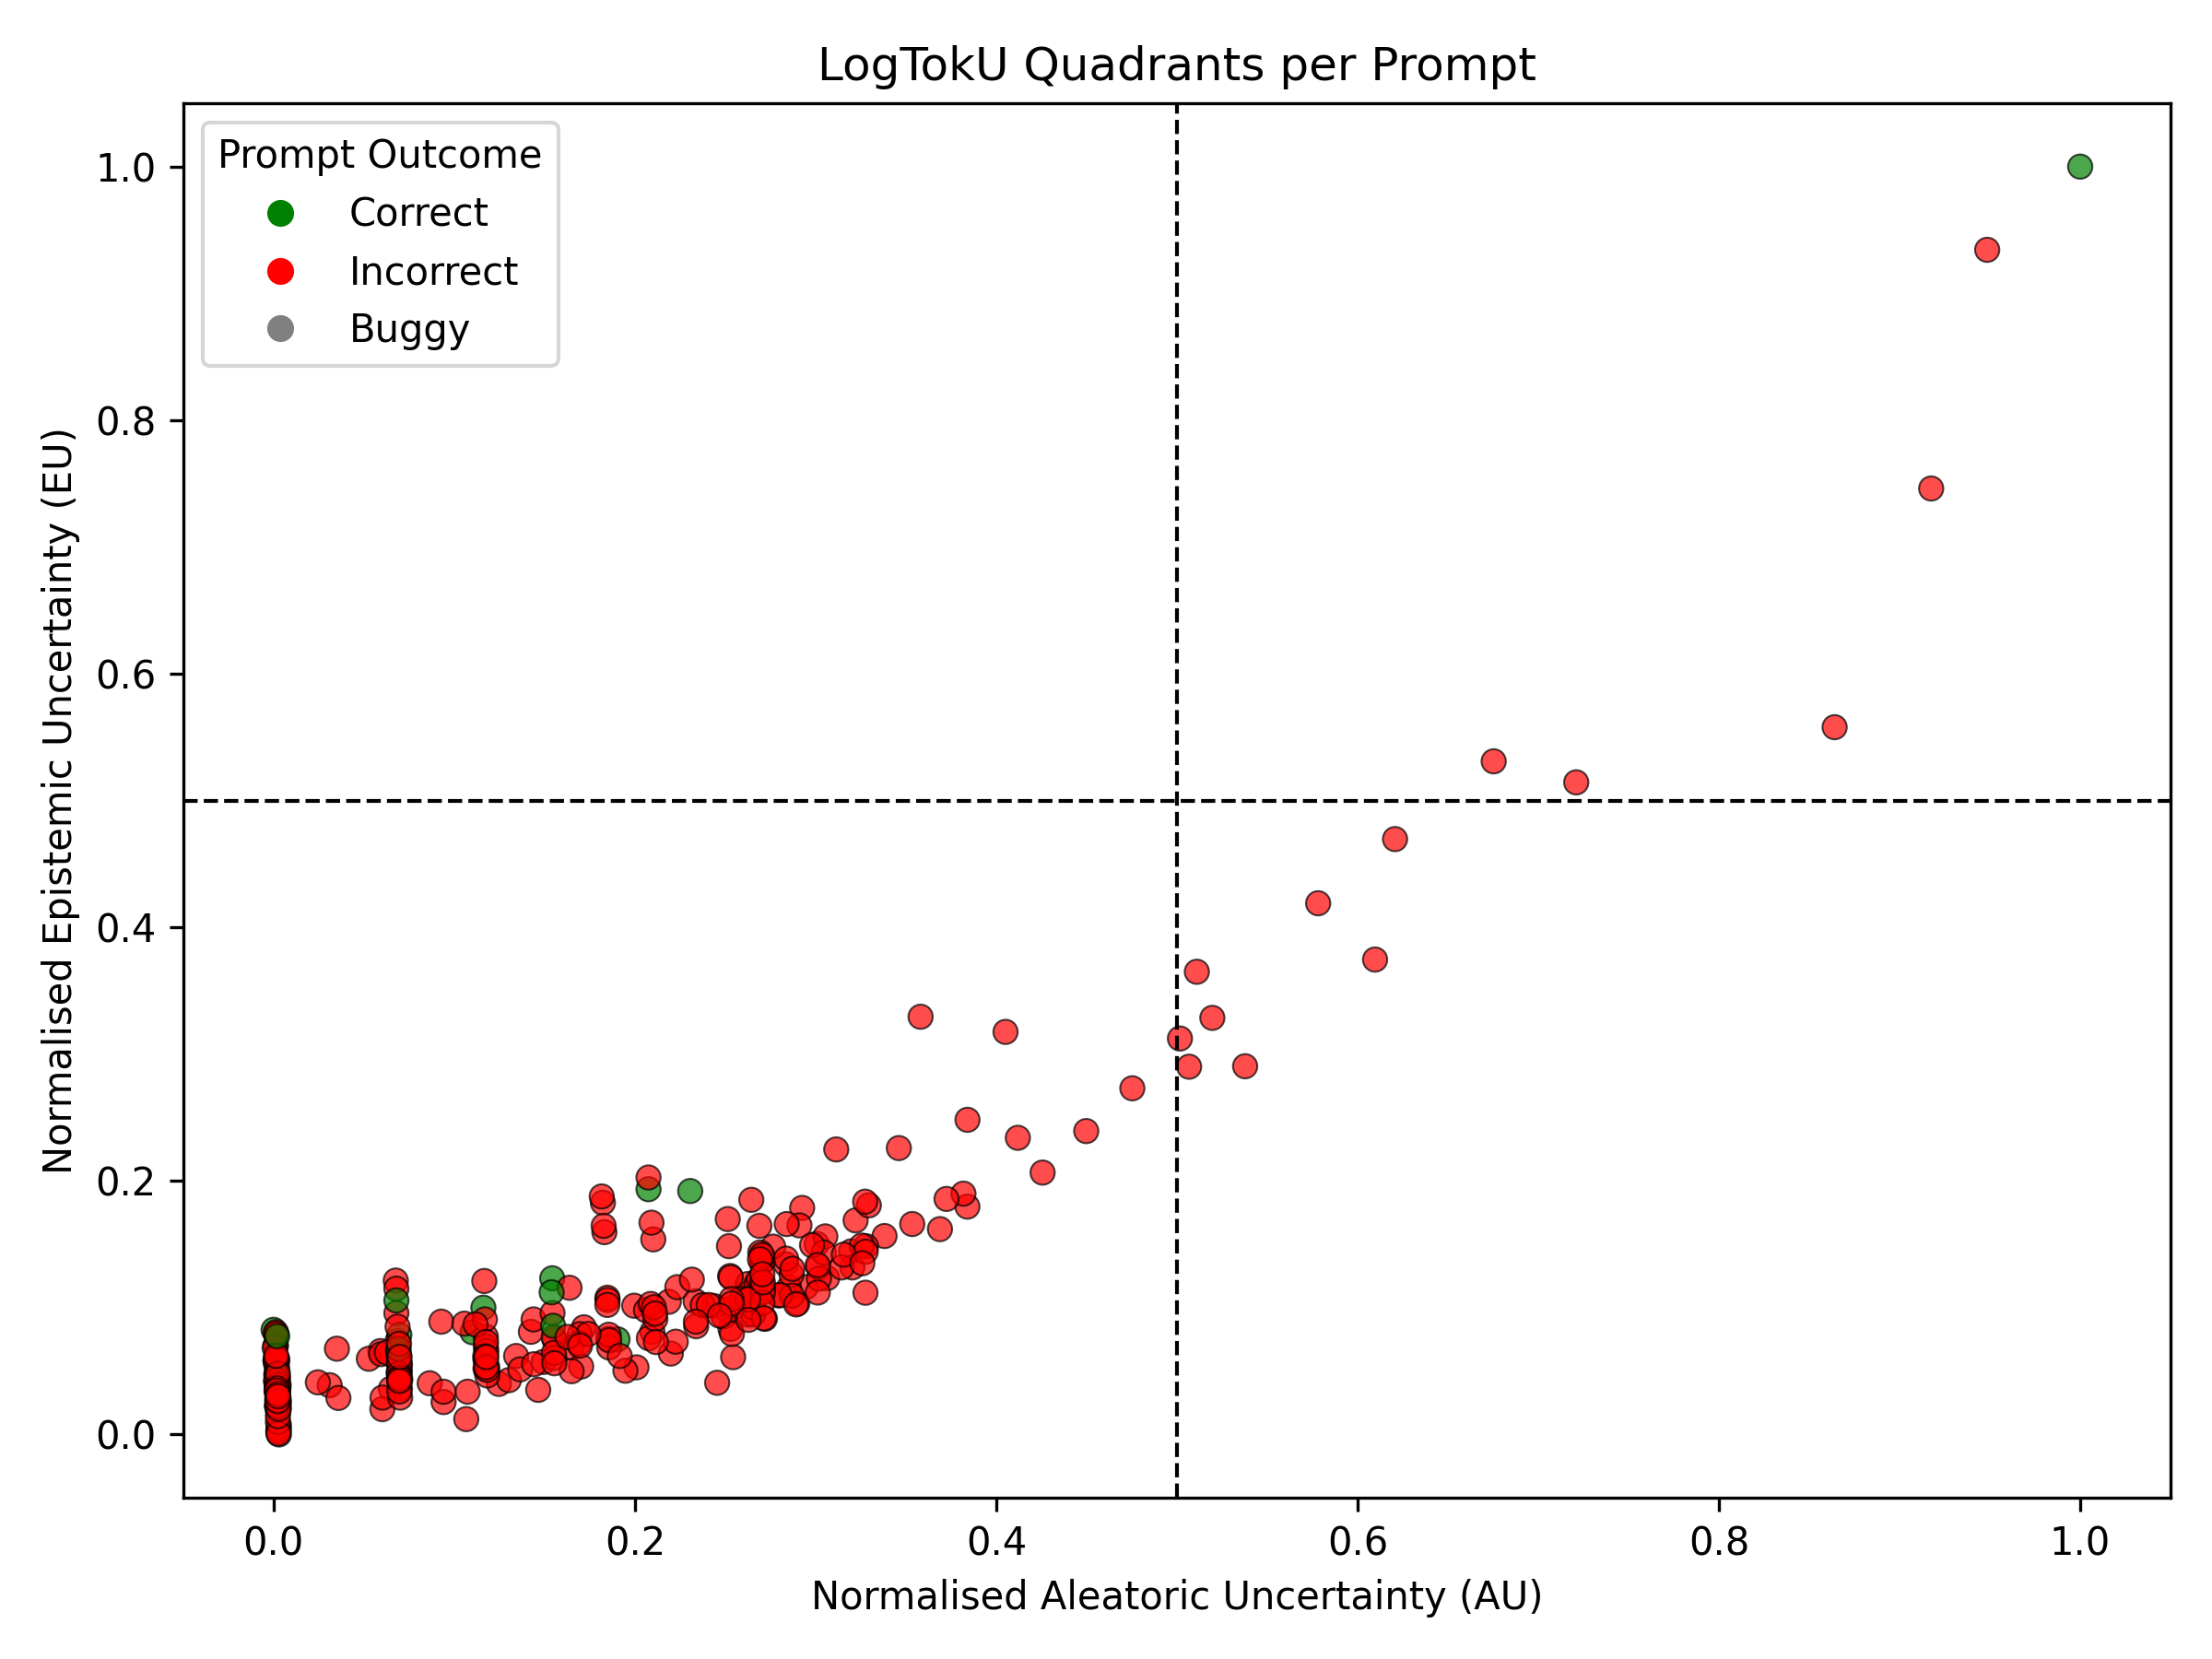 LogTokU Quadrants per Prompt
Prompt Outcome
Correct
Incorrect
Buggy
Normalised Epistemic Uncertainty (EU)
1.0
0.8
0.6
0.4
0.2
0.0
0.0 0.2 0.4 0.6 0.8 1.0
Normalised Aleatoric Uncertainty (AU)